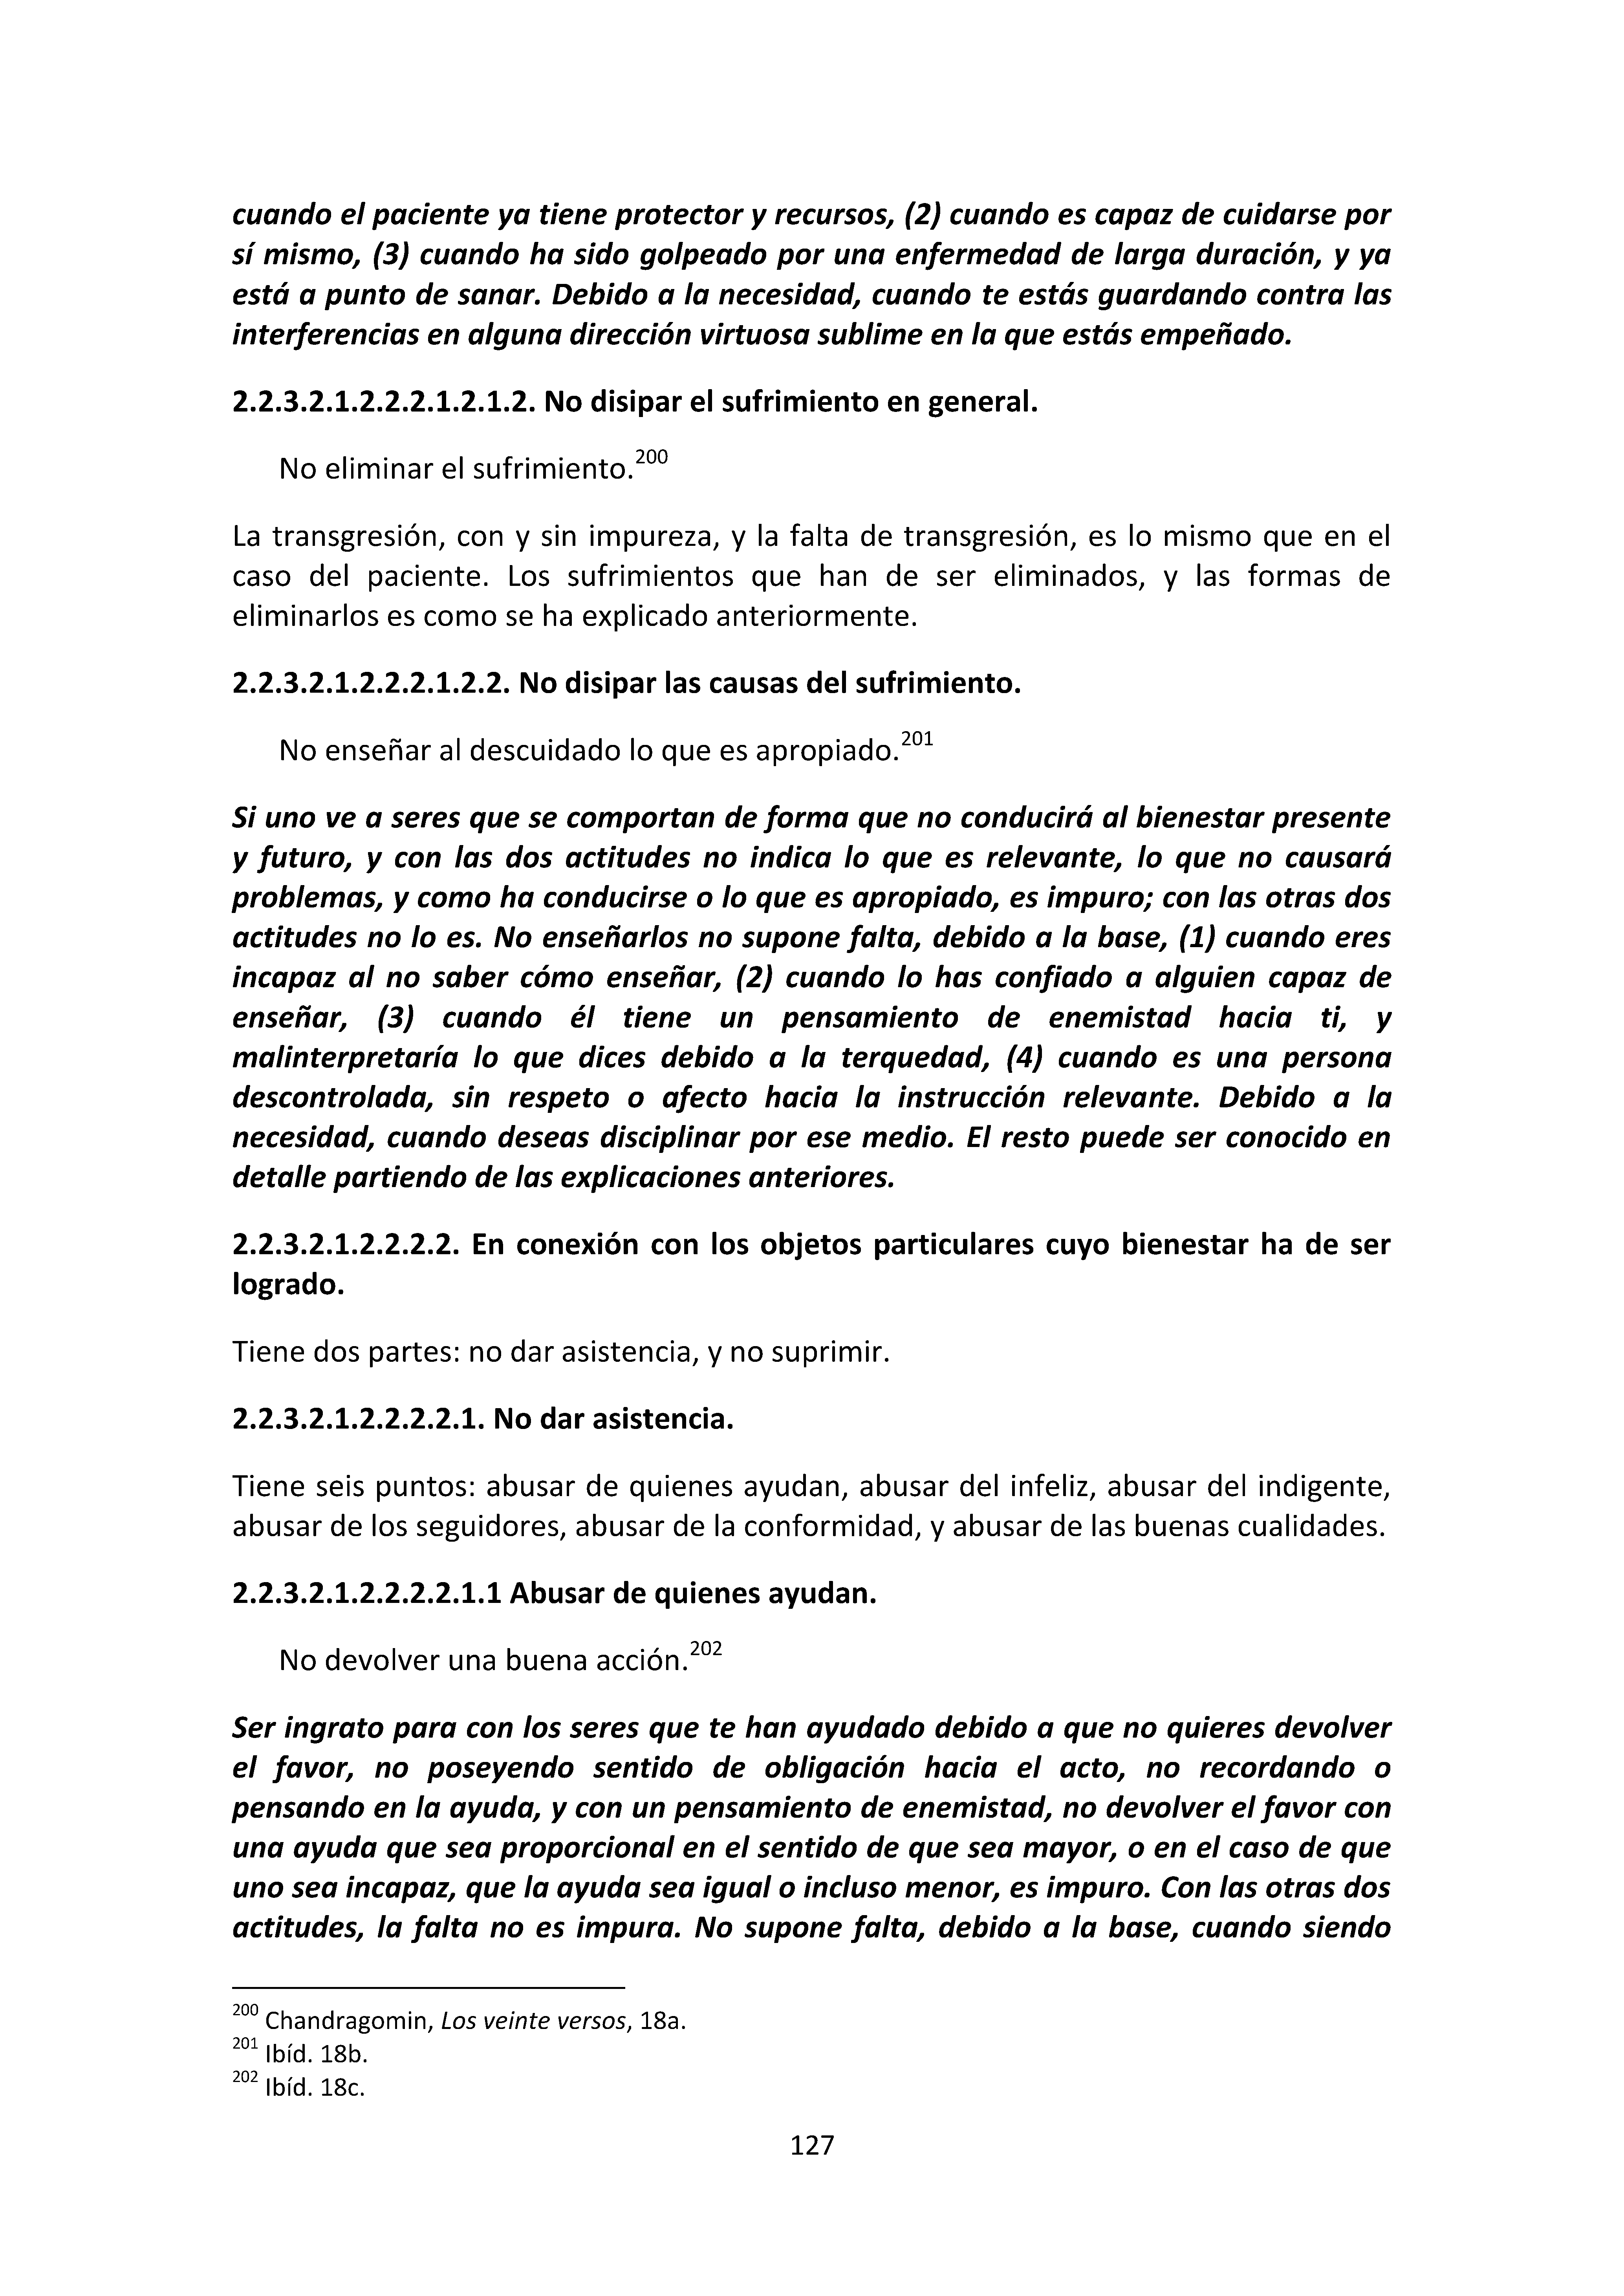 cuando el paciente ya tiene protector y recursos, (2) cuando es capaz de cuidarse por
sí mismo, (3) cuando ha sido golpeado por una enfermedad de larga duración, y ya
está a punto de sanar. Debido a la necesidad, cuando te estás guardando contra las
interferencias en alguna dirección virtuosa sublime en la que estás empeñado.
2.2.3.2.1.2.2.2.1.2.1.2. No disipar el sufrimiento en general.
No eliminar el sufrimiento.200
La transgresión, con y sin impureza, y la falta de transgresión, es lo mismo que en el
caso del paciente. Los sufrimientos que han de ser eliminados, y las formas de
eliminarlos es como se ha explicado anteriormente.
2.2.3.2.1.2.2.2.1.2.2. No disipar las causas del sufrimiento.
No enseñar al descuidado lo que es apropiado.201
Si uno ve a seres que se comportan de forma que no conducirá al bienestar presente
y futuro, y con las dos actitudes no indica lo que es relevante, lo que no causará
problemas, y como ha conducirse o lo que es apropiado, es impuro; con las otras dos
actitudes no lo es. No enseñarlos no supone falta, debido a la base, (1) cuando eres
incapaz al no saber cómo enseñar, (2) cuando lo has confiado a alguien capaz de
enseñar, (3) cuando él tiene un pensamiento de enemistad hacia ti, y
malinterpretaría lo que dices debido a la terquedad, (4) cuando es una persona
descontrolada, sin respeto o afecto hacia la instrucción relevante. Debido a la
necesidad, cuando deseas disciplinar por ese medio. El resto puede ser conocido en
detalle partiendo de las explicaciones anteriores.
2.2.3.2.1.2.2.2.2. En conexión con los objetos particulares cuyo bienestar ha de ser
logrado.
Tiene dos partes: no dar asistencia, y no suprimir.
2.2.3.2.1.2.2.2.2.1. No dar asistencia.
Tiene seis puntos: abusar de quienes ayudan, abusar del infeliz, abusar del indigente,
abusar de los seguidores, abusar de la conformidad, y abusar de las buenas cualidades.
2.2.3.2.1.2.2.2.2.1.1 Abusar de quienes ayudan.
No devolver una buena acción.202
Ser ingrato para con los seres que te han ayudado debido a que no quieres devolver
el favor, no poseyendo sentido de obligación hacia el acto, no recordando o
pensando en la ayuda, y con un pensamiento de enemistad, no devolver el favor con
una ayuda que sea proporcional en el sentido de que sea mayor, o en el caso de que
uno sea incapaz, que la ayuda sea igual o incluso menor, es impuro. Con las otras dos
actitudes, la falta no es impura. No supone falta, debido a la base, cuando siendo
200 Chandragomin, Los veinte versos, 18a.
201 Ibíd. 18b.
202 Ibíd. 18c.
127